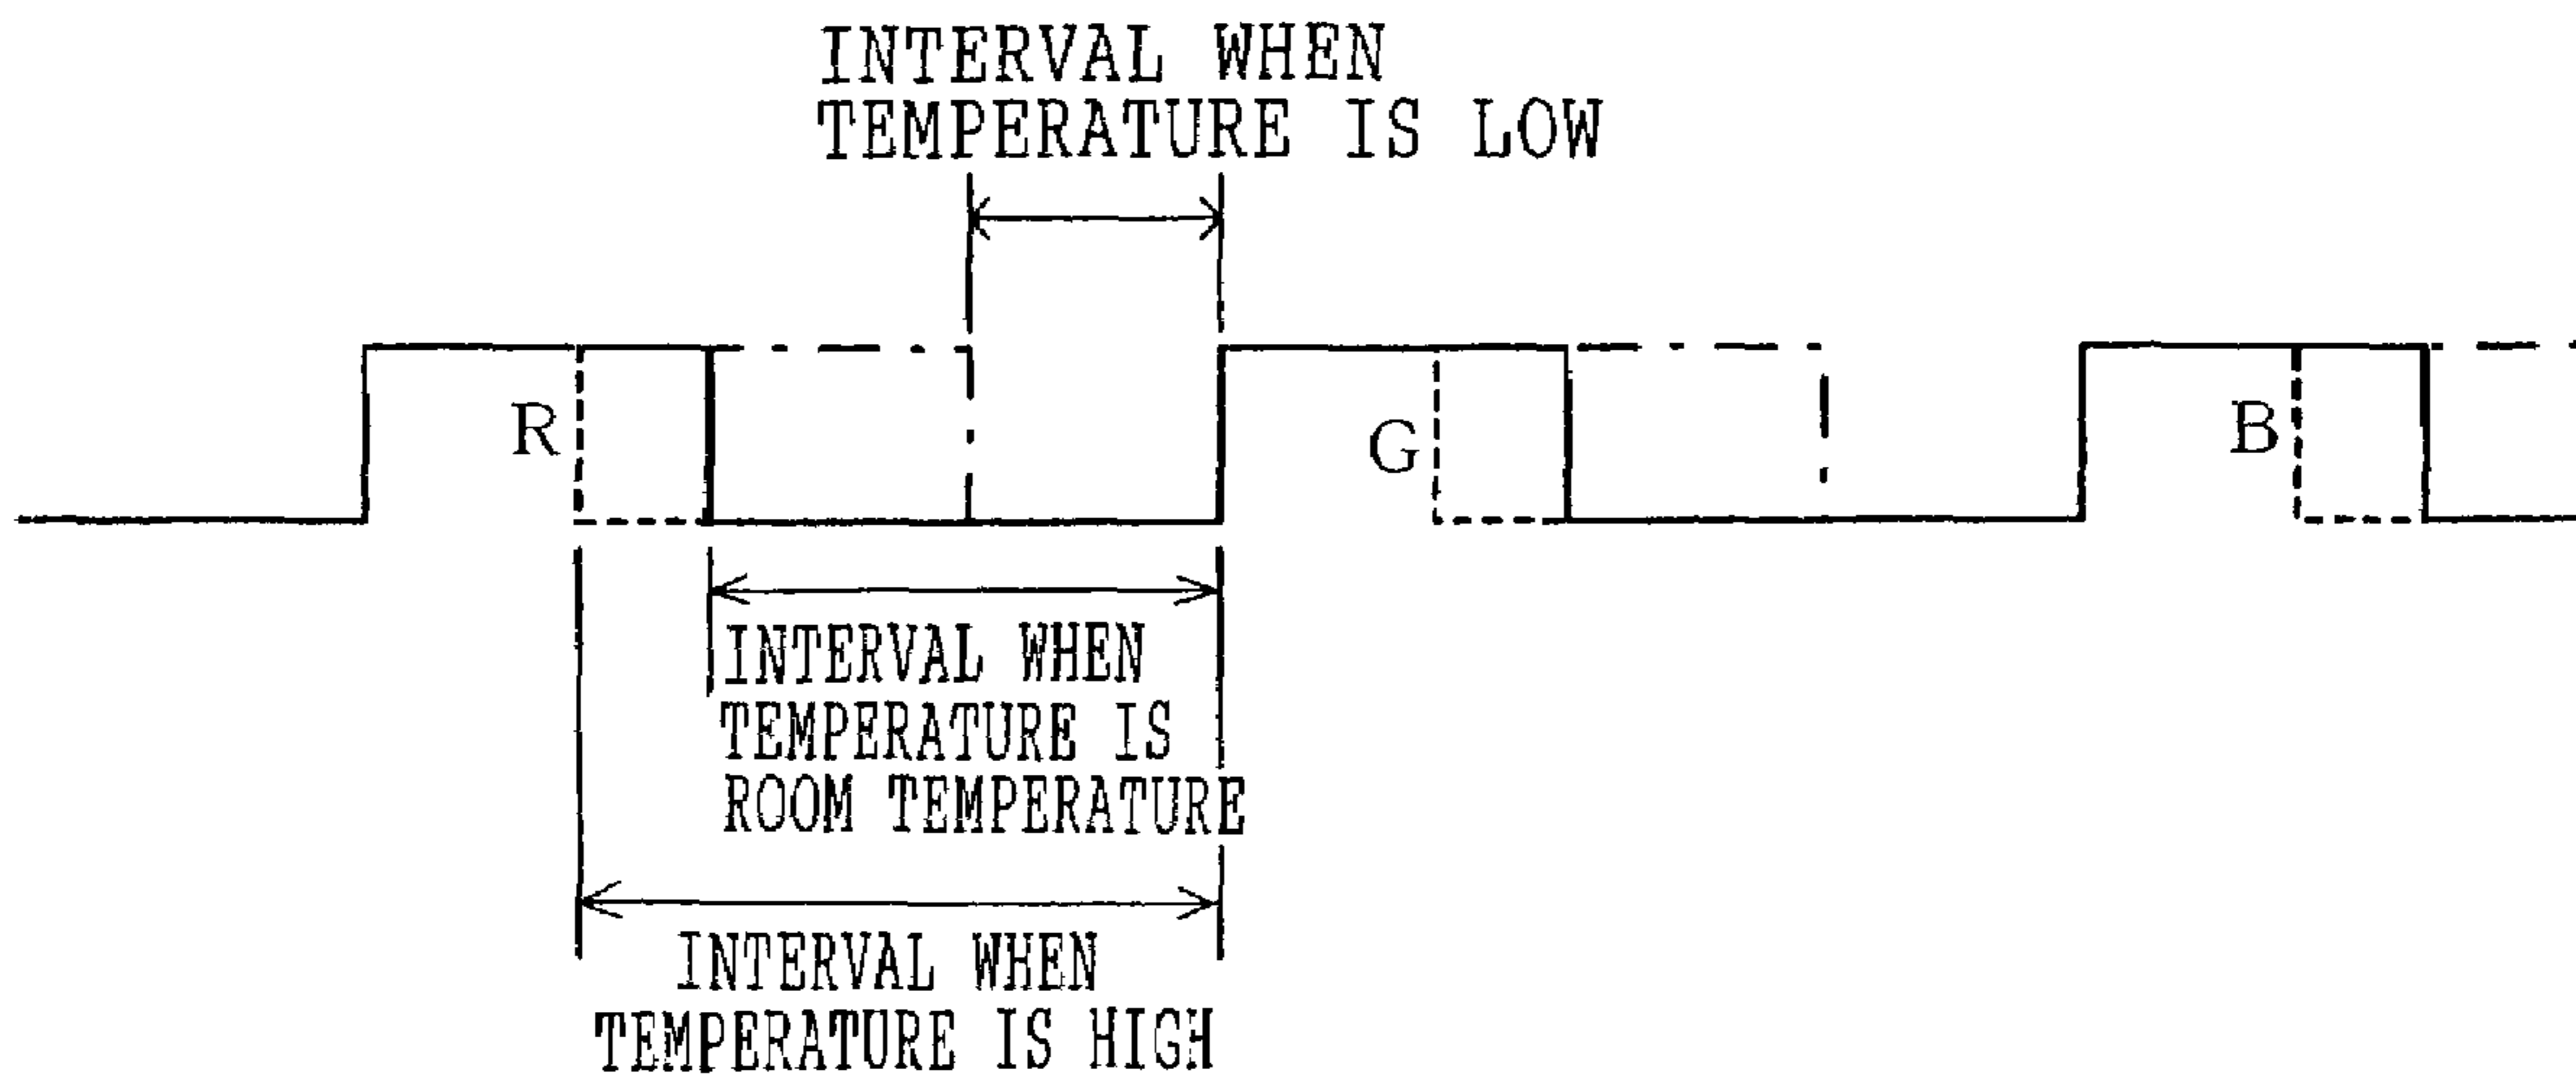 INTERVAL WHEN
TEMPERATURE IS LOW
R
G
B
INTERVAL WHEN
TEMPERATURE IS
ROOM TEMPERATURE
INTERVAL WHEN
TEMPERATURE IS HIGH